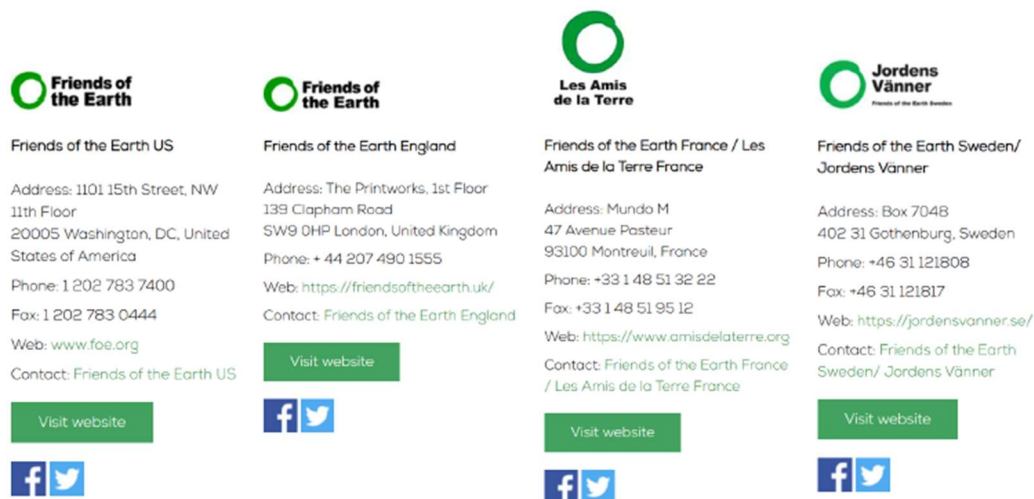 Friends of
the Earth
Friends of the Earth US
Address: 1101 15th Street, NW
11th Floor
20005 Washington, DC, United
States of America
Phone: 1 202 783 7400
Fax: 1 202 783 0444
Web: www.foe.org
Contact: Friends of the Earth US
Visit website
Friends of
the Earth
Friends of the Earth England
Address: The Printworks, 1st Floor
139 Clapham Road
SW9 0HP London, United Kingdom
Phone: + 44 207 490 1555
Web: https://friendsoftheearth.uk/
Contact: Friends of the Earth England
Visit website
Les Amis
de la Terre
Friends of the Earth France / Les
Amis de la Terre France
Address: Mundo M
47 Avenue Pasteur
93100 Montreuil, France
Phone: +33 1 48 51 32 22
Fax: +33 1 48 51 95 12
Web: https://www.amisdelaterre.org
Contact: Friends of the Earth France
/ Les Amis de la Terre France
Visit website
Jordens
Vänner
Friends of the Earth Sweden
Friends of the Earth Sweden/
Jordens Vänner
Address: Box 7048
402 31 Gothenburg, Sweden
Phone: +46 31 121808
Fax: +46 31 121817
Web: https://jordensvanner.se/
Contact: Friends of the Earth
Sweden/ Jordens Vänner
Visit website